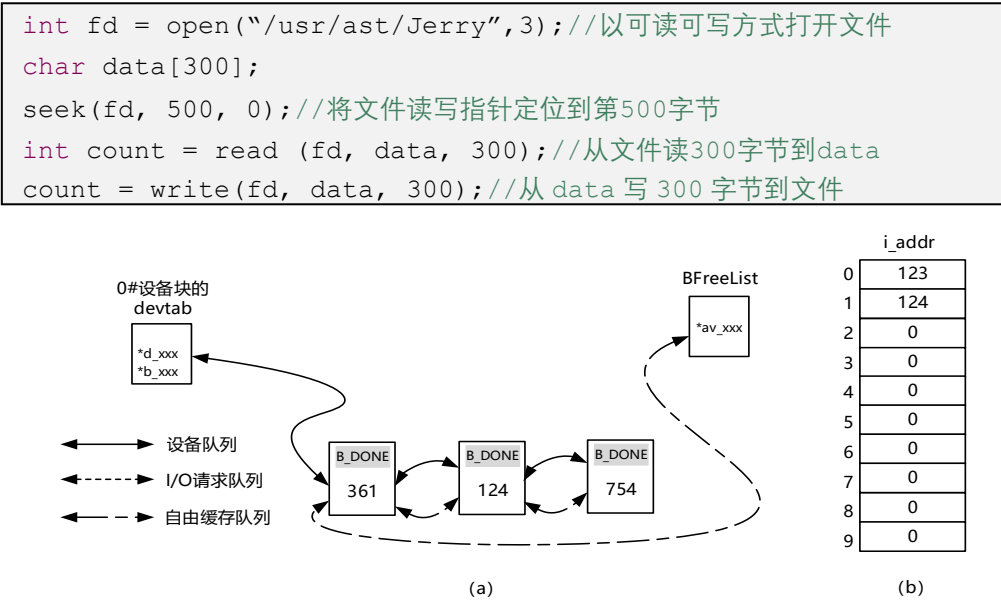 int fd = open(“/usr/ast/Jerry”,3);//以可读可写方式打开文件
char data[300];
seek(fd, 500, 0);//将文件读写指针定位到第500字节
int count = read (fd, data, 300);//从文件读300字节到data
count = write(fd, data, 300);//从 data 写 300 字节到文件
i_addr
0 123
1 124
2 0
3 0
4 0
5 0
6 0
7 0
8 0
9 0
0#设备块的
devtab
*d_xxx
*b_xxx
BFreeList
*av_xxx
设备队列
I/O请求队列
自由缓存队列
B_DONE
361
B_DONE
124
B_DONE
754
(a)
(b)